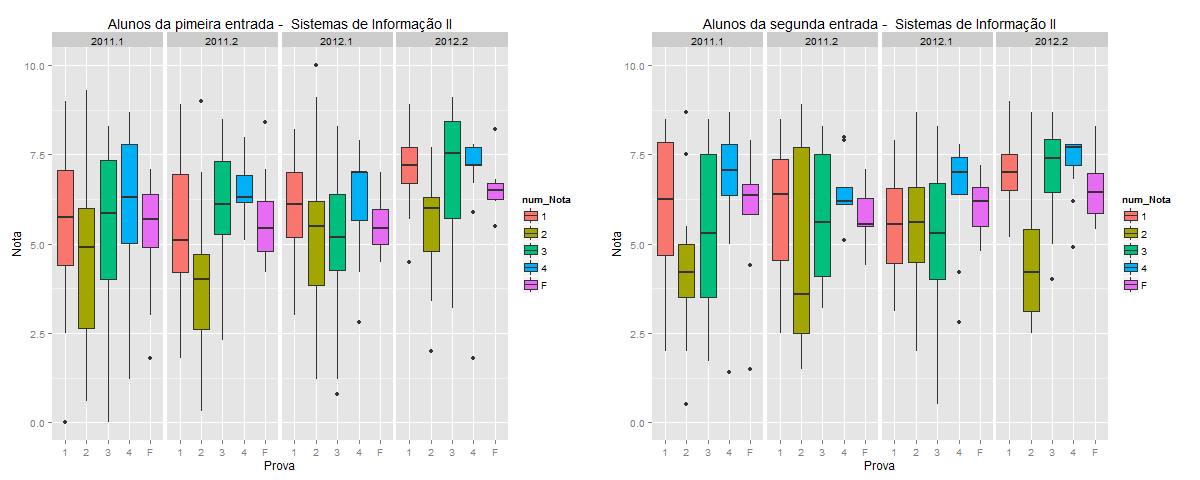 Alunos da pimeira entrada - Sistemas de Informação II
2011.1 2011.2 2012.1 2012.2
10.0
7.5
5.0
2.5
0.0
Nota
1 2 3 4 F 1 2 3 4 F 1 2 3 4 F 1 2 3 4 F
Prova
num_Nota
1
2
3
4
F
Alunos da segunda entrada - Sistemas de Informação II
2011.1 2011.2 2012.1 2012.2
10.0
7.5
5.0
2.5
0.0
Nota
1 2 3 4 F 1 2 3 4 F 1 2 3 4 F 1 2 3 4 F
Prova
num_Nota
1
2
3
4
F